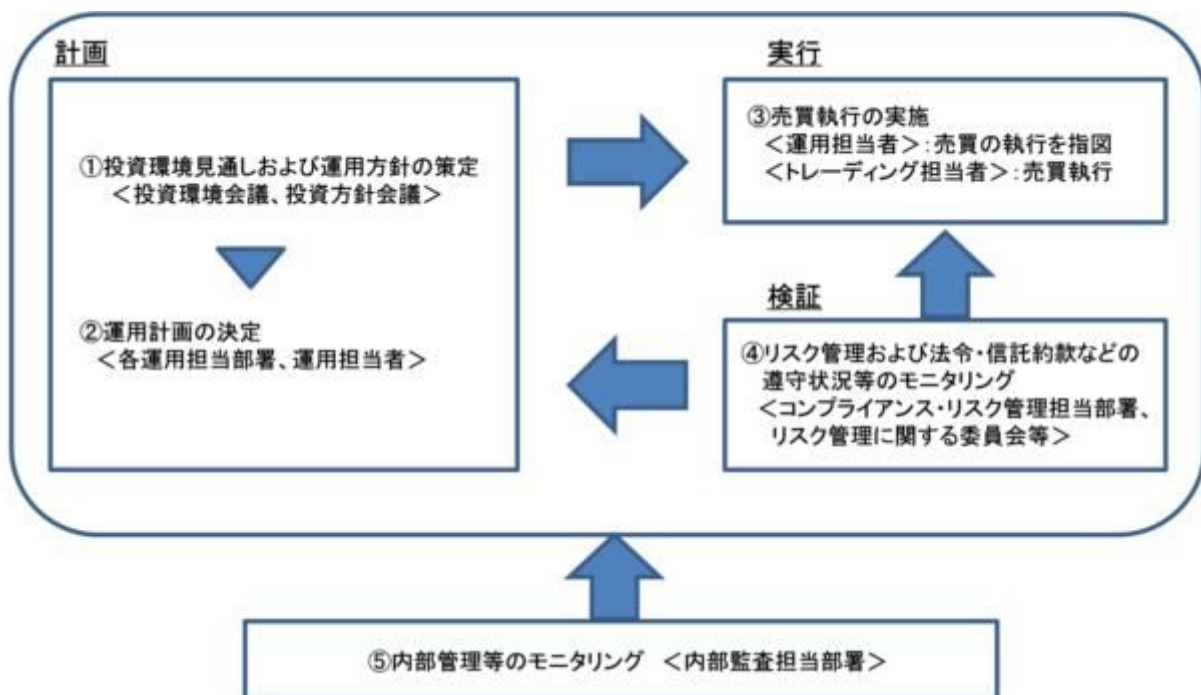 計画
①投資環境見通しおよび運用方針の策定
<投資環境会議、投資方針会議>
②運用計画の決定
<各運用担当部署、運用担当者>
実行
③売買執行の実施
<運用担当者>:売買の執行を指図
<トレーディング担当者>:売買執行
検証
④リスク管理および法令・信託約款などの
遵守状況等のモニタリング
<コンプライアンス・リスク管理担当部署、
リスク管理に関する委員会等>
⑤内部管理等のモニタリング <内部監査担当部署>